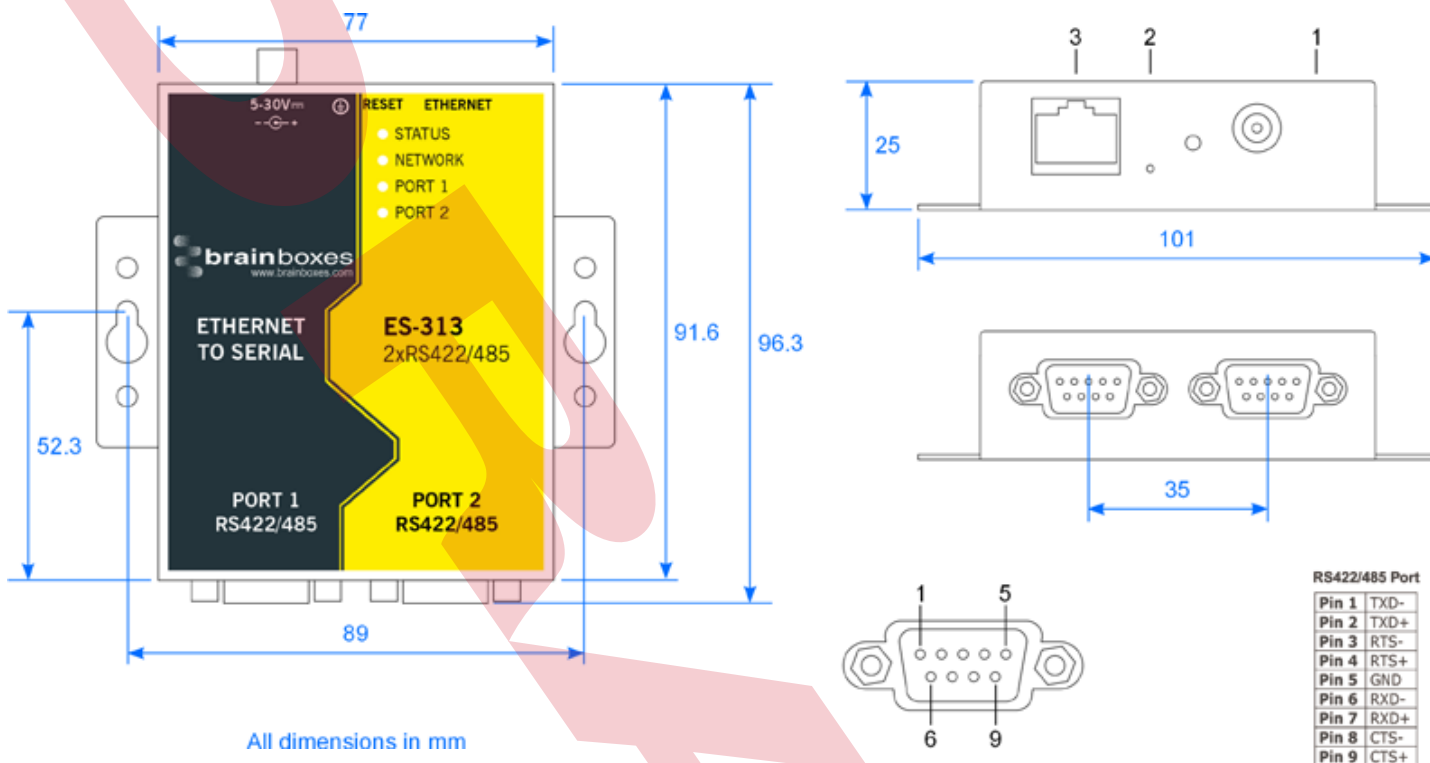 77
5-30V
RESET ETHERNET
STATUS
NETWORK
PORT 1
PORT 2
brainboxes
www.brainboxes.com
ETHERNET
TO SERIAL
ES-313
2xRS422/485
PORT 1
RS422/485
PORT 2
RS422/485
52.3
91.6
96.3
89
All dimensions in mm
3 2 1
25
101
35
1 5
6 9
RS422/485 Port
Pin 1 TXD-
Pin 2 TXD+
Pin 3 RTS-
Pin 4 RTS+
Pin 5 GND
Pin 6 RXD-
Pin 7 RXD+
Pin 8 CTS-
Pin 9 CTS+